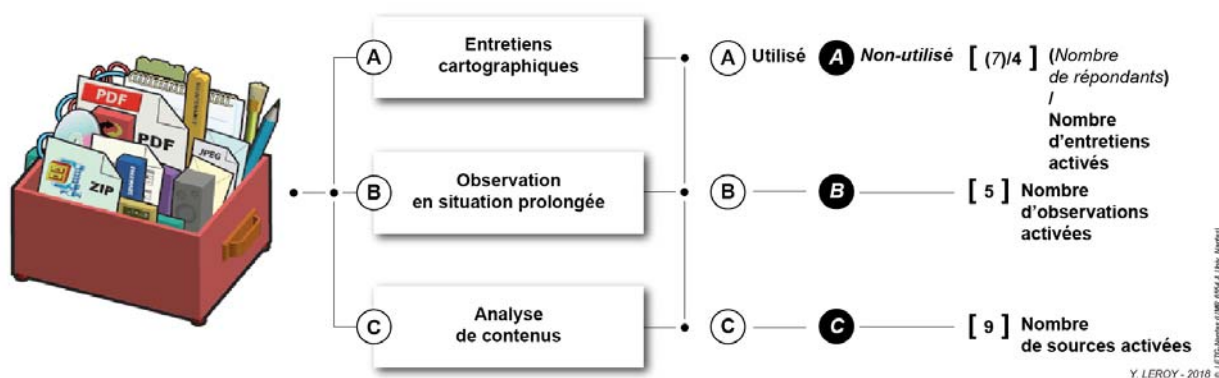 PDF
PDF
JPEG
ZIP
A
Entretiens
cartographiques
A Utilisé A Non-utilisé [ (7)/4 ] (Nombre
de répondants)
/
Nombre
d'entretiens
activés
B
Observation
en situation prolongée
B B [ 5 ] Nombre
d'observations
activées
C
Analyse
de contenus
C C [ 9 ] Nombre
de sources activées
Y. LEROY - 2018